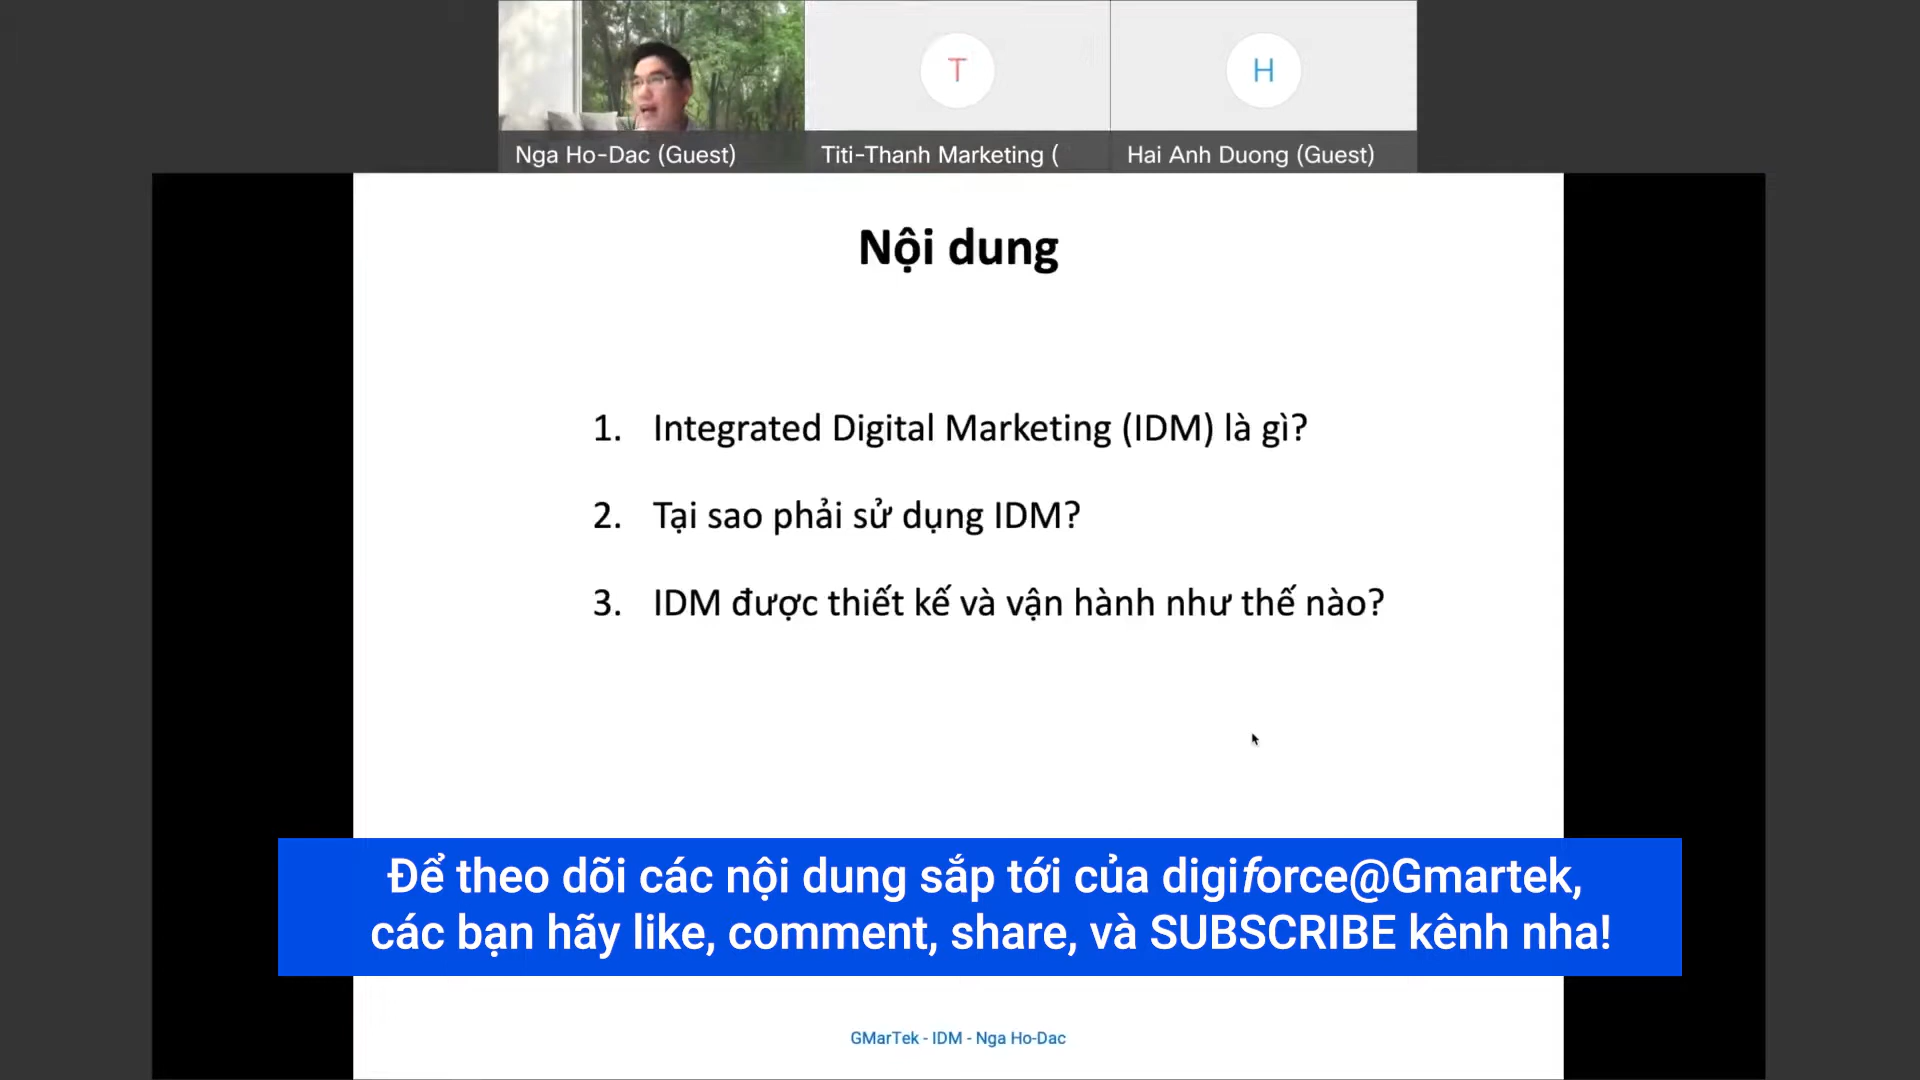 T
H
Nga Ho-Dac (Guest)
Titi-Thanh Marketing (
Hai Anh Duong (Guest)
Nội dung
1. Integrated Digital Marketing (IDM) là gì?
2. Tại sao phải sử dụng IDM?
3. IDM được thiết kế và vận hành như thế nào?
Để theo dõi các nội dung sắp tới của digiforce@Gmartek,
các bạn hãy like, comment, share, và SUBSCRIBE kênh nha!
GMarTek - IDM - Nga Ho-Dac